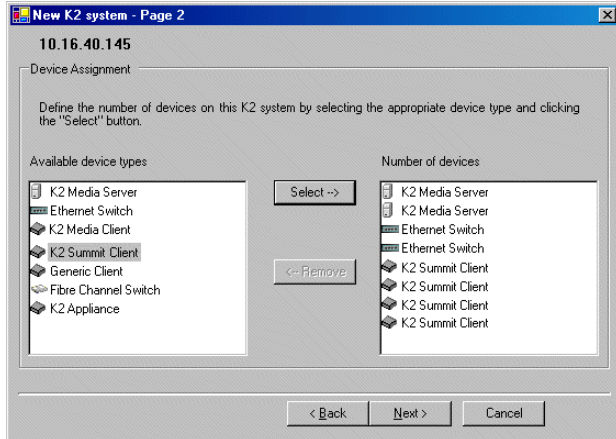 New K2 system - Page 2
10.16.40.145
Device Assignment
Define the number of devices on this K2 system by selecting the appropriate device type and clicking
the "Select" button.
Available device types
K2 Media Server
Ethernet Switch
K2 Media Client
K2 Summit Client
Generic Client
Fibre Channel Switch
K2 Appliance
Select -->
<-- Remove
Number of devices
K2 Media Server
K2 Media Server
Ethernet Switch
Ethernet Switch
K2 Summit Client
K2 Summit Client
K2 Summit Client
K2 Summit Client
< Back
Next >
Cancel